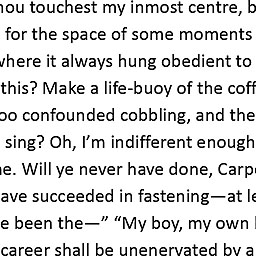 hou touchest my inmost centre, b
for the space of some moments
where it always hung obedient to
this? Make a life-buoy of the coff
oo confounded cobbling, and the
sing? Oh, I’m indifferent enough
e. Will ye never have done, Carp
ave succeeded in fastening—at le
e been the—” “My boy, my own
career shall be unenervated by a